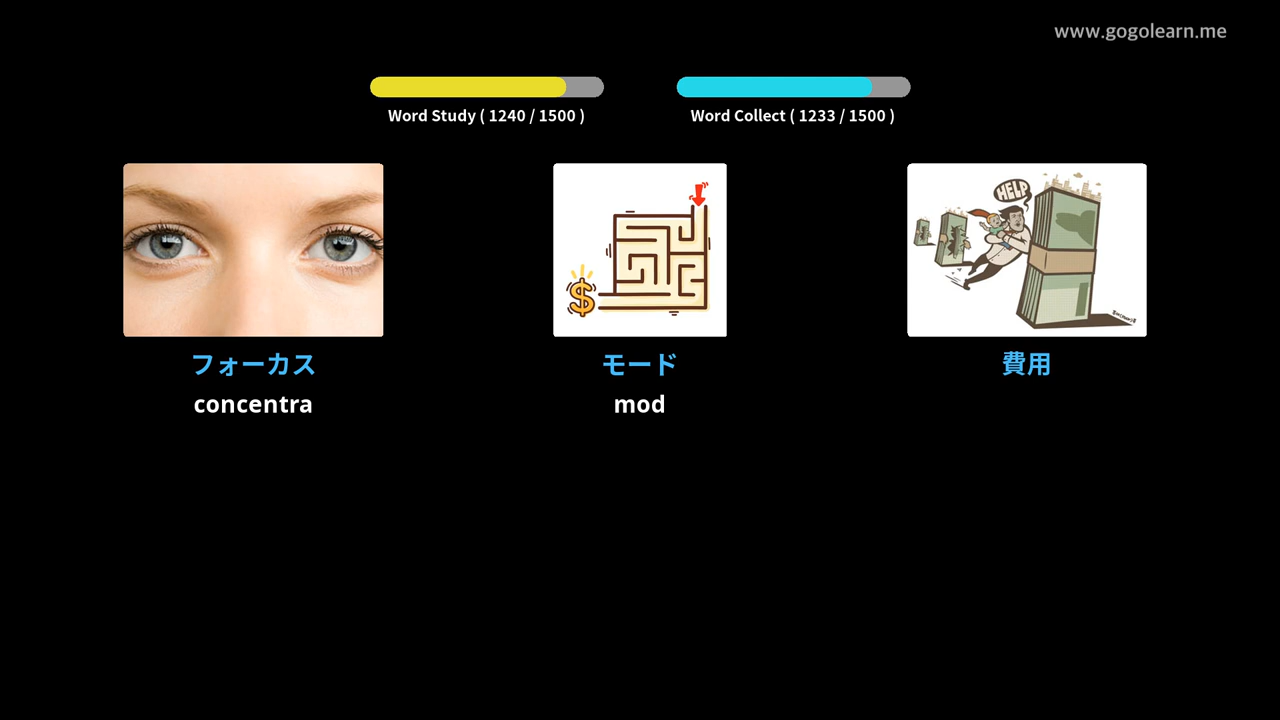 www.gogolearn.me
Word Study ( 1240 / 1500 )
Word Collect ( 1233 / 1500 )
HELP
$
フォーカス
モード
費用
concentra
mod